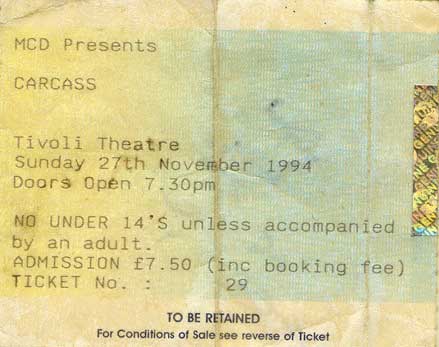 MCD Presents
CARCASS
Tivoli Theatre
Sunday 27th November 1994
Doors Open 7.30pm
NO UNDER 14'S unless accompanied
by an adult.
ADMISSION £7.50 (inc booking fee)
TICKET No. : 29
TO BE RETAINED
For Conditions of Sale see reverse of Ticket